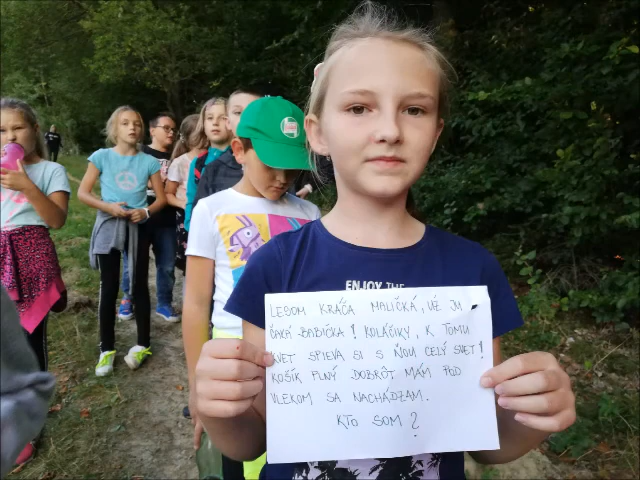 ENJOY THE
LESOM KRÁČA MALIČKÁ, UŽ JU
ČAKÁ BABIČKA! KOLÁČIKY, K TOMU
KVET SPIEVA SI S ŇOU CELÝ SVET!
KOŠÍK PLNÝ DOBRÔT MÁM POD
VLEKOM SA NACHÁDZAM.
KTO SOM?